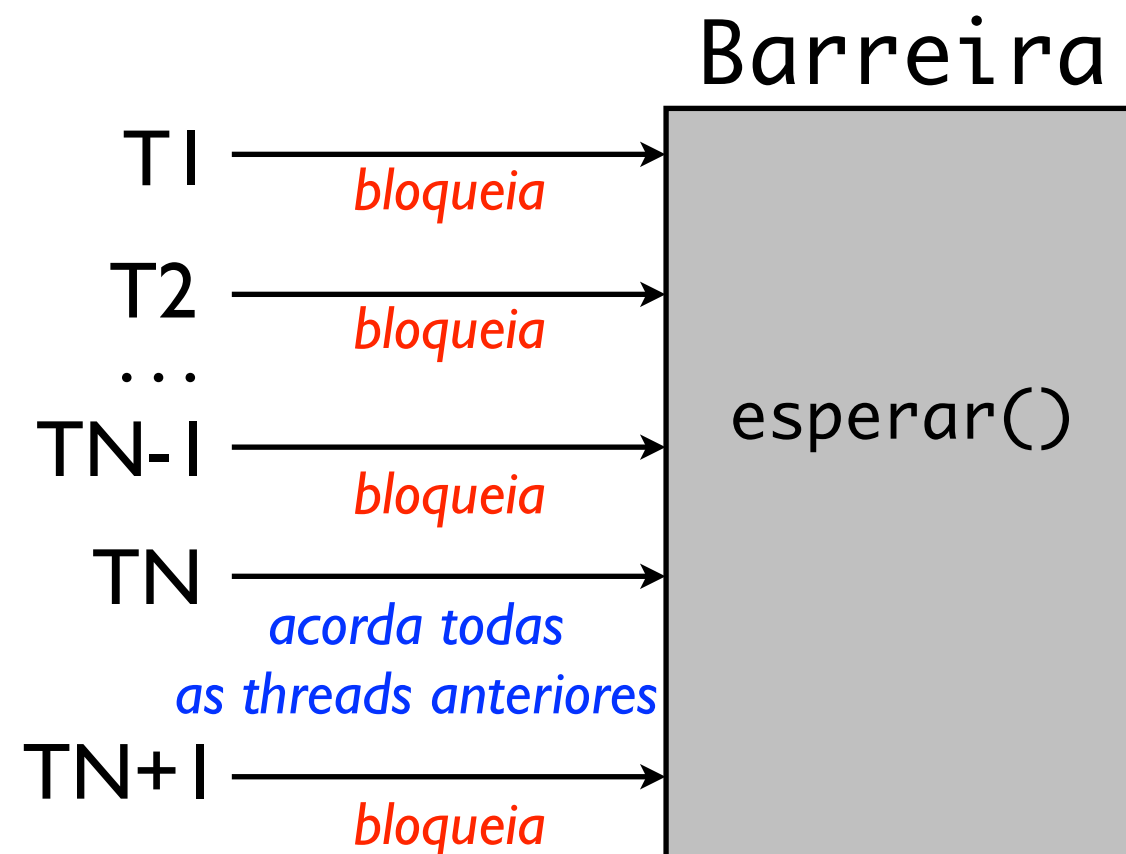 Barreira
T1
bloqueia
T2
bloqueia
...
TN-1
bloqueia
esperar()
TN
acorda todas
as threads anteriores
TN+1
bloqueia